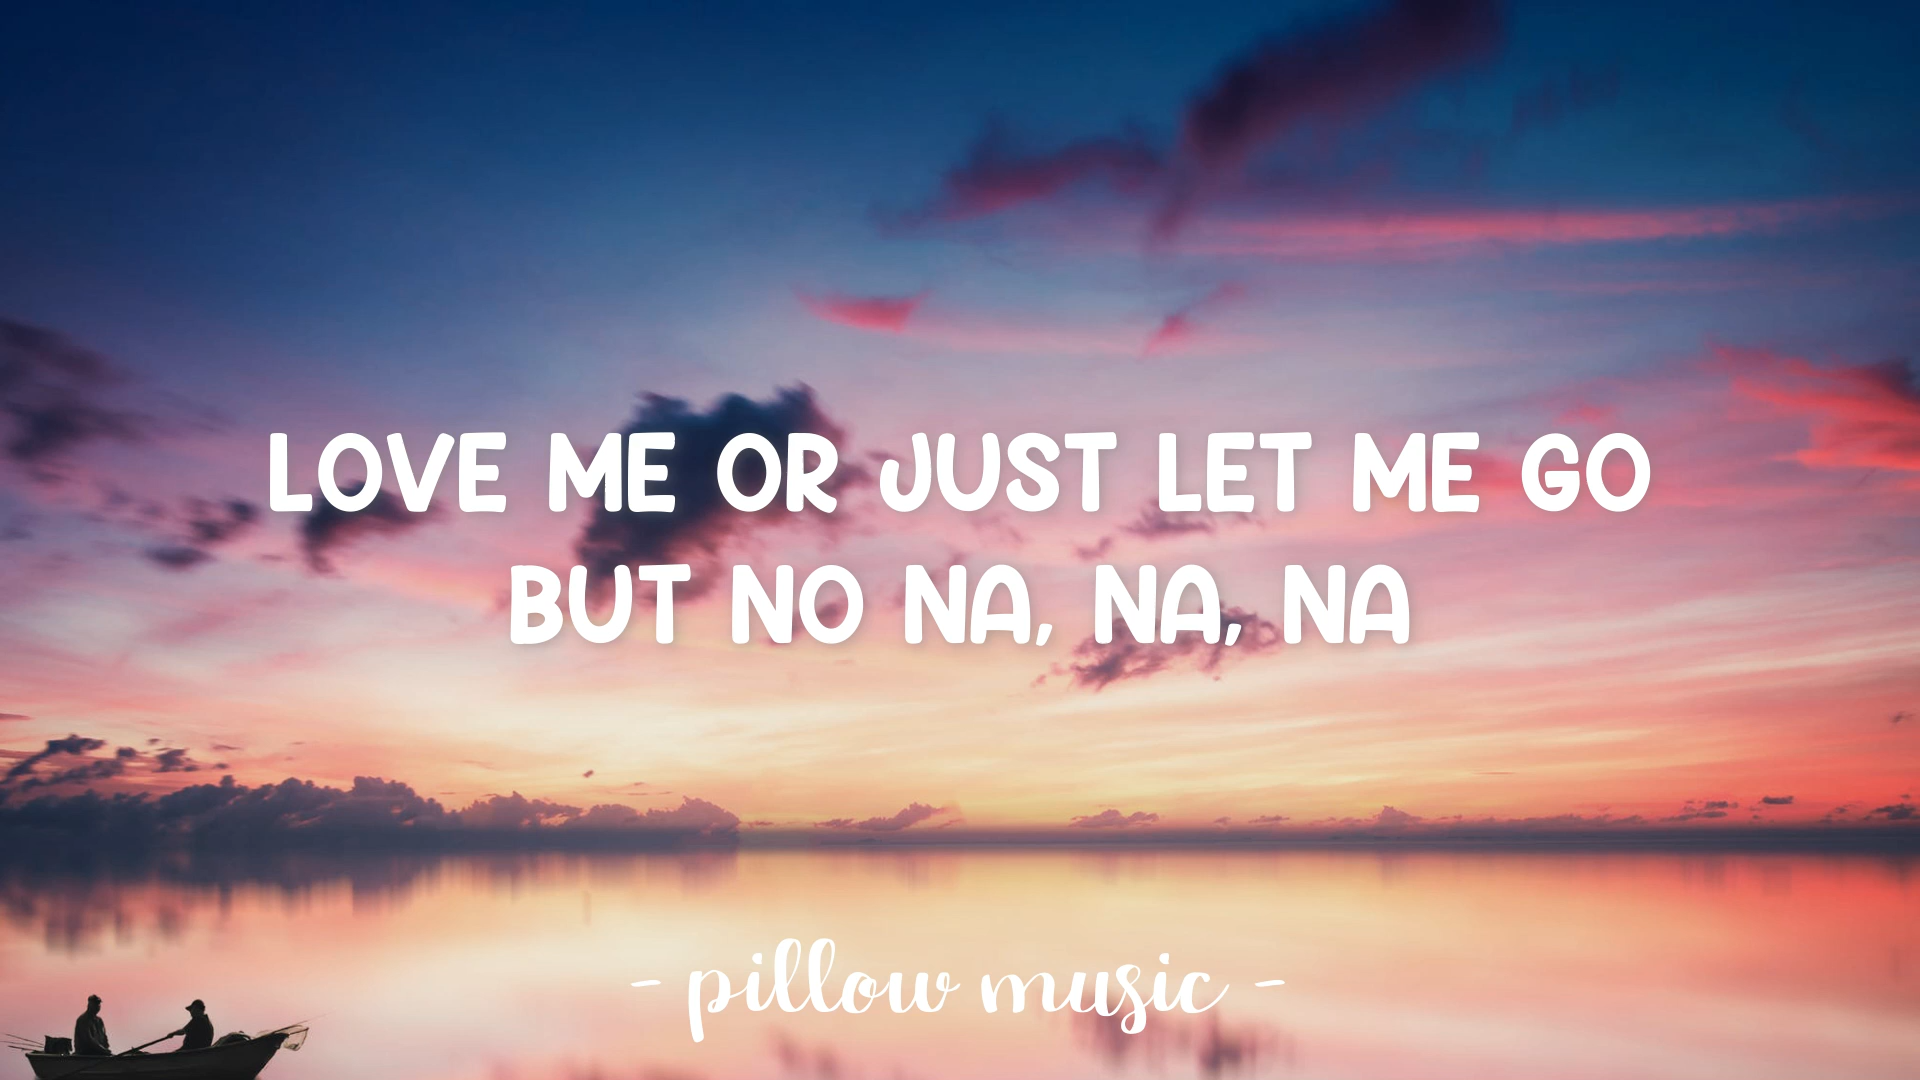 LOVE ME OR JUST LET ME GO
BUT NO NA, NA, NA
- pillow music -